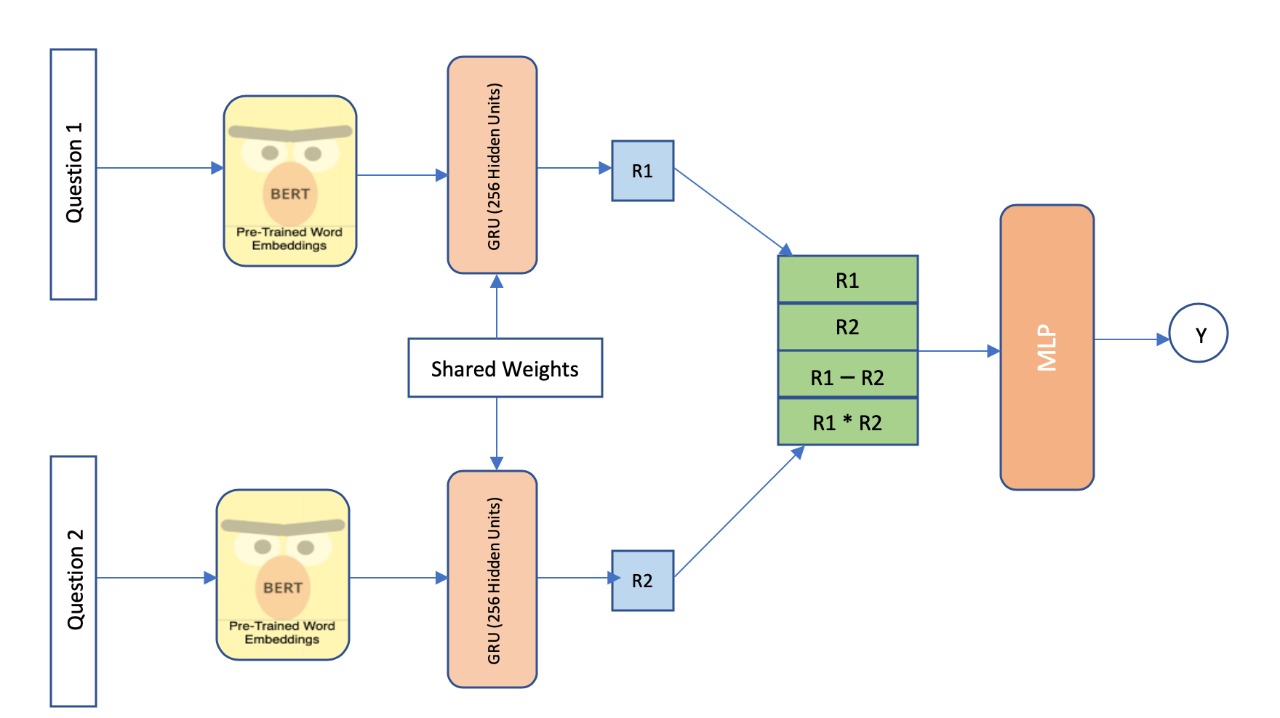 Question 1
BERT
Pre-Trained Word
Embeddings
GRU (256 Hidden Units)
R1
Shared Weights
Question 2
BERT
Pre-Trained Word
Embeddings
GRU (256 Hidden Units)
R2
R1
R2
R1 – R2
R1 * R2
MLP
Y